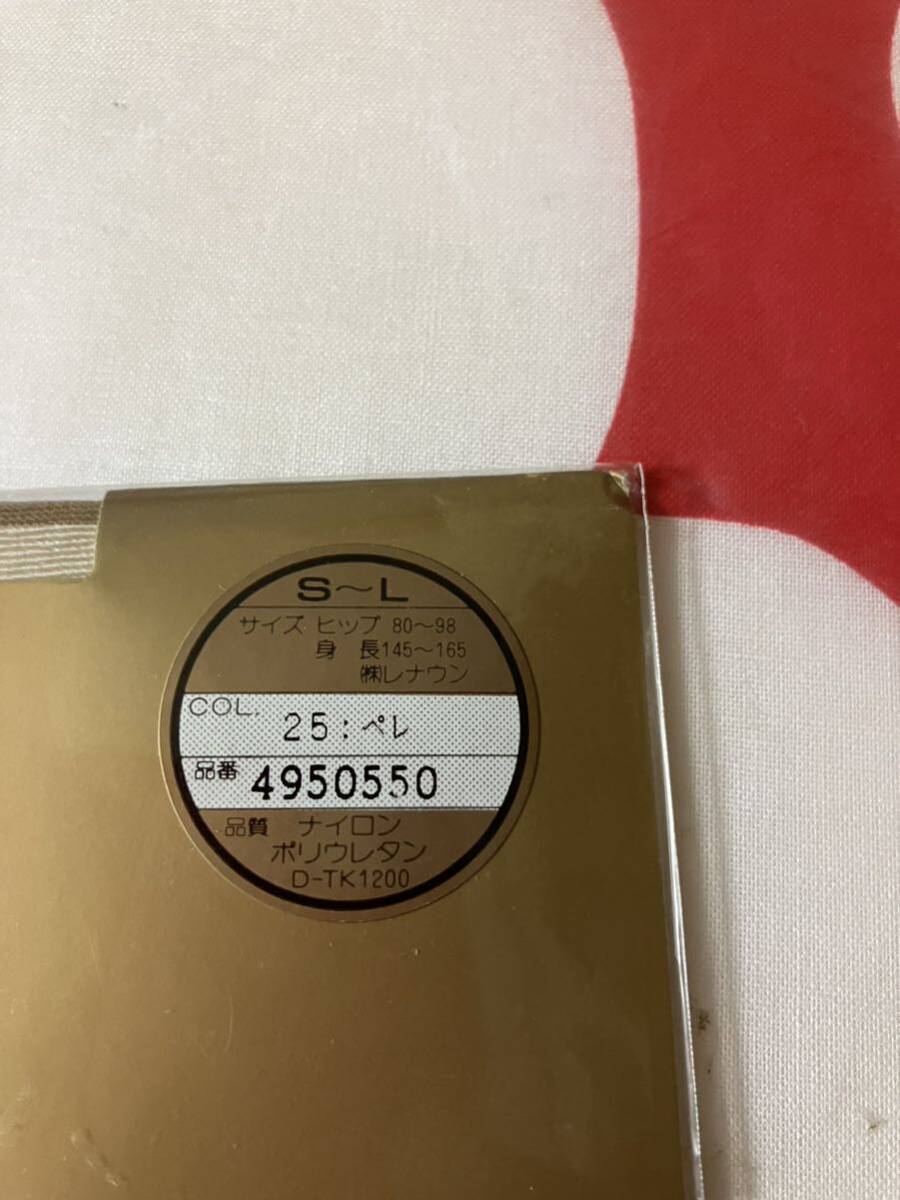 S～L
サイズ ヒップ 80～98
身 長145～165
㈱レナウン
COL.
25:ペレ
品番 4950550
品質 ナイロン
ポリウレタン
D-TK1200